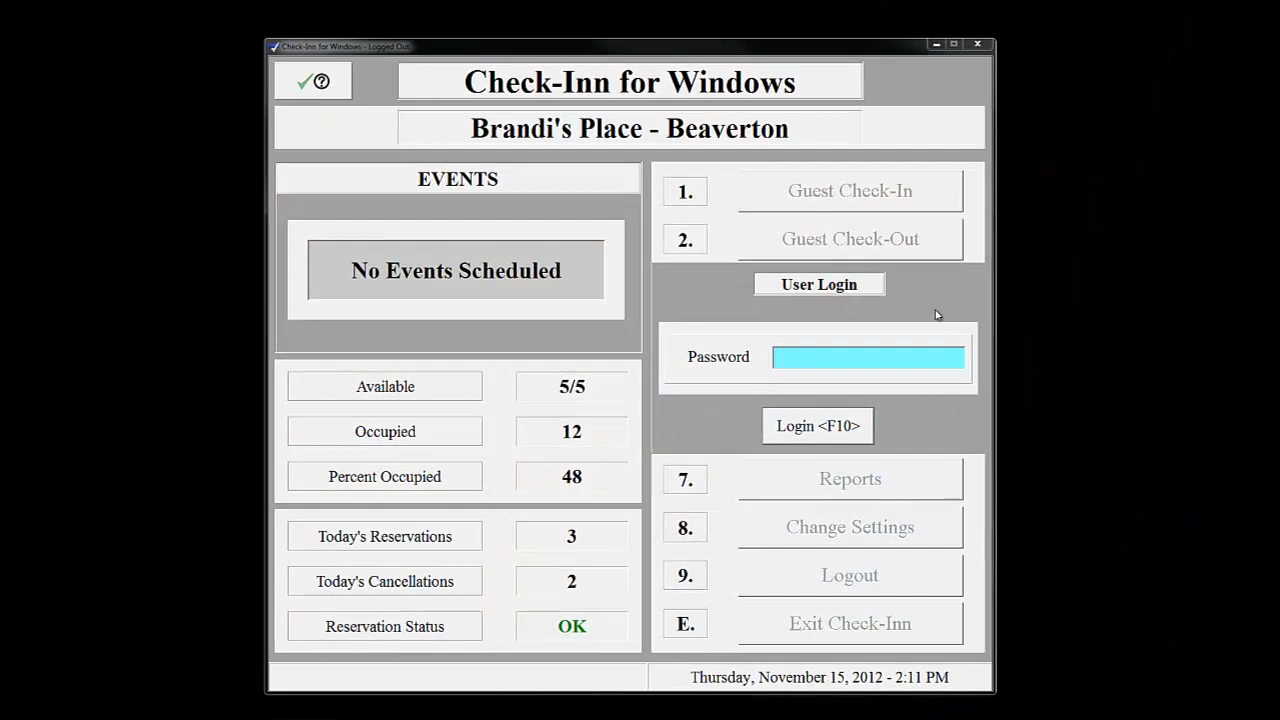 Check-Inn for Windows - Logged Out
Check-Inn for Windows
Brandi's Place - Beaverton
EVENTS
No Events Scheduled
Available 5/5
Occupied 12
Percent Occupied 48
Today's Reservations 3
Today's Cancellations 2
Reservation Status OK
1. Guest Check-In
2. Guest Check-Out
User Login
Password
Login <F10>
7. Reports
8. Change Settings
9. Logout
E. Exit Check-Inn
Thursday, November 15, 2012 - 2:11 PM